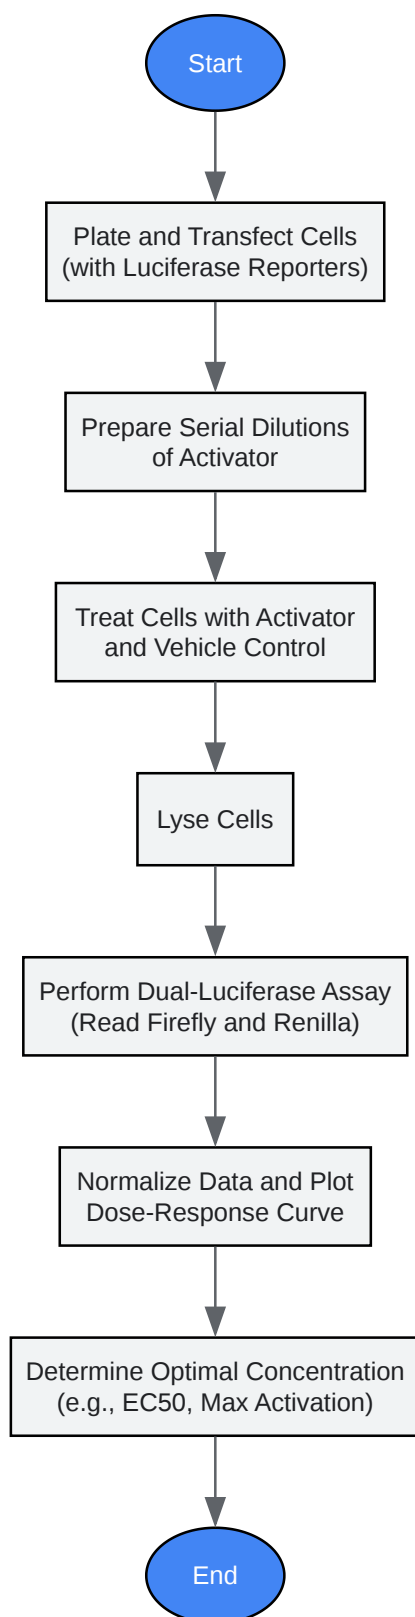 Start
Plate and Transfect Cells
(with Luciferase Reporters)
Prepare Serial Dilutions
of Activator
Treat Cells with Activator
and Vehicle Control
Lyse Cells
Perform Dual-Luciferase Assay
(Read Firefly and Renilla)
Normalize Data and Plot
Dose-Response Curve
Determine Optimal Concentration
(e.g., EC50, Max Activation)
End